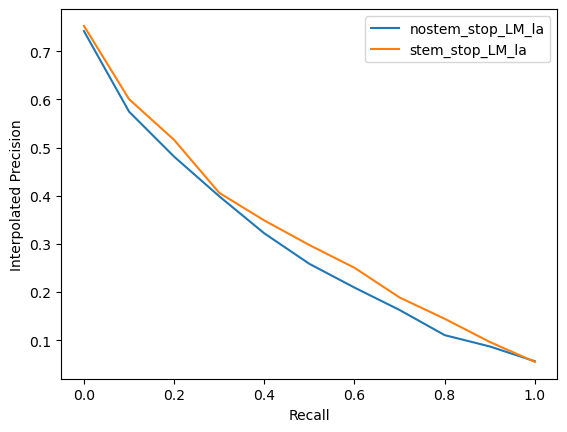 nostem_stop_LM_la
stem_stop_LM_la
Interpolated Precision
0.7
0.6
0.5
0.4
0.3
0.2
0.1
0.0 0.2 0.4 0.6 0.8 1.0
Recall